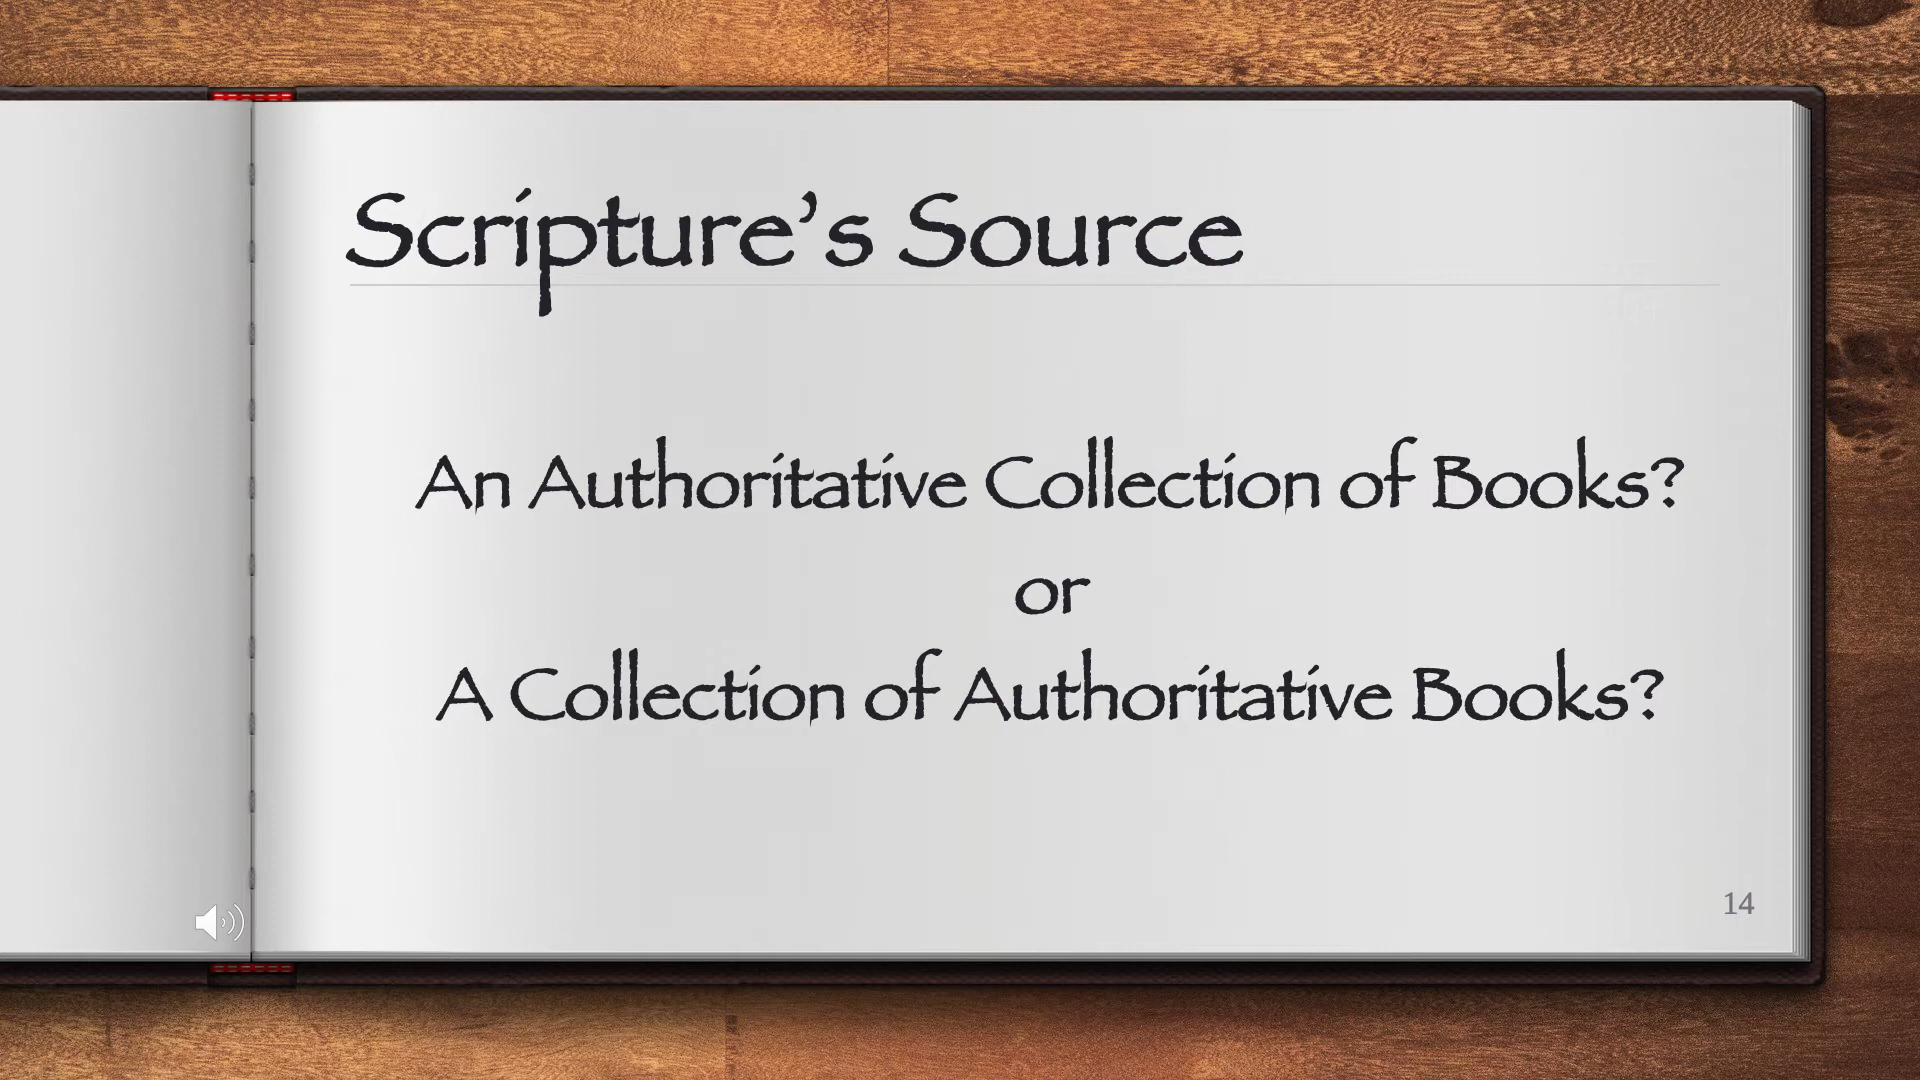 Scripture’s Source
An Authoritative Collection of Books?
or
A Collection of Authoritative Books?
14